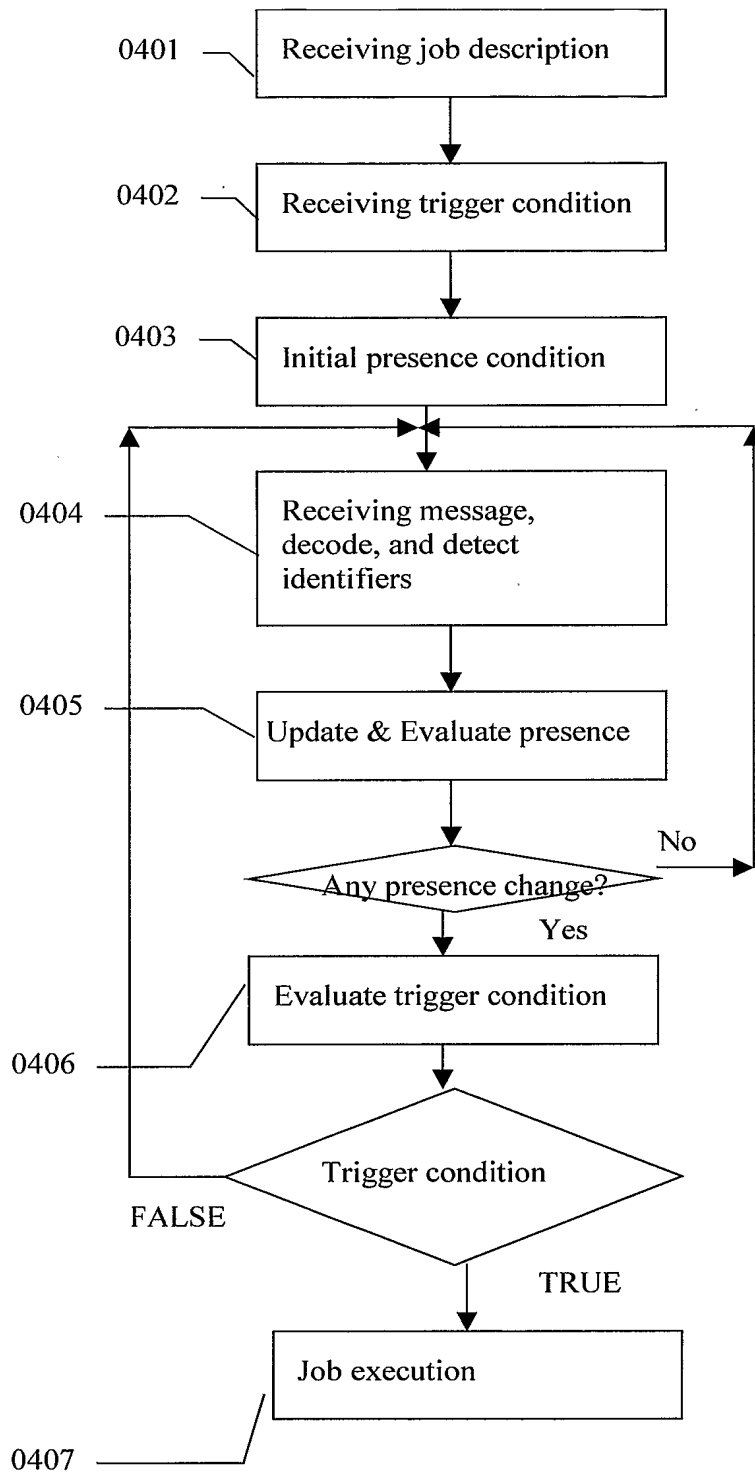 0401
Receiving job description
0402
Receiving trigger condition
0403
Initial presence condition
0404
Receiving message,
decode, and detect
identifiers
0405
Update & Evaluate presence
No
Any presence change?
Yes
Evaluate trigger condition
0406
Trigger condition
FALSE
TRUE
Job execution
0407